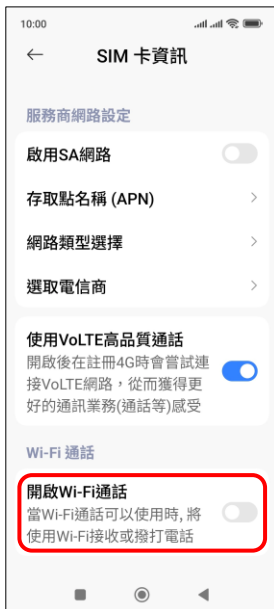 10:00
SIM 卡資訊
服務商網路設定
啟用SA網路
存取點名稱 (APN)
網路類型選擇
選取電信商
使用VoLTE高品質通話
開啟後在註冊4G時會嘗試連
接VoLTE網路，從而獲得更
好的通訊業務(通話等)感受
Wi-Fi 通話
開啟Wi-Fi通話
當Wi-Fi通話可以使用時, 將
使用Wi-Fi接收或撥打電話